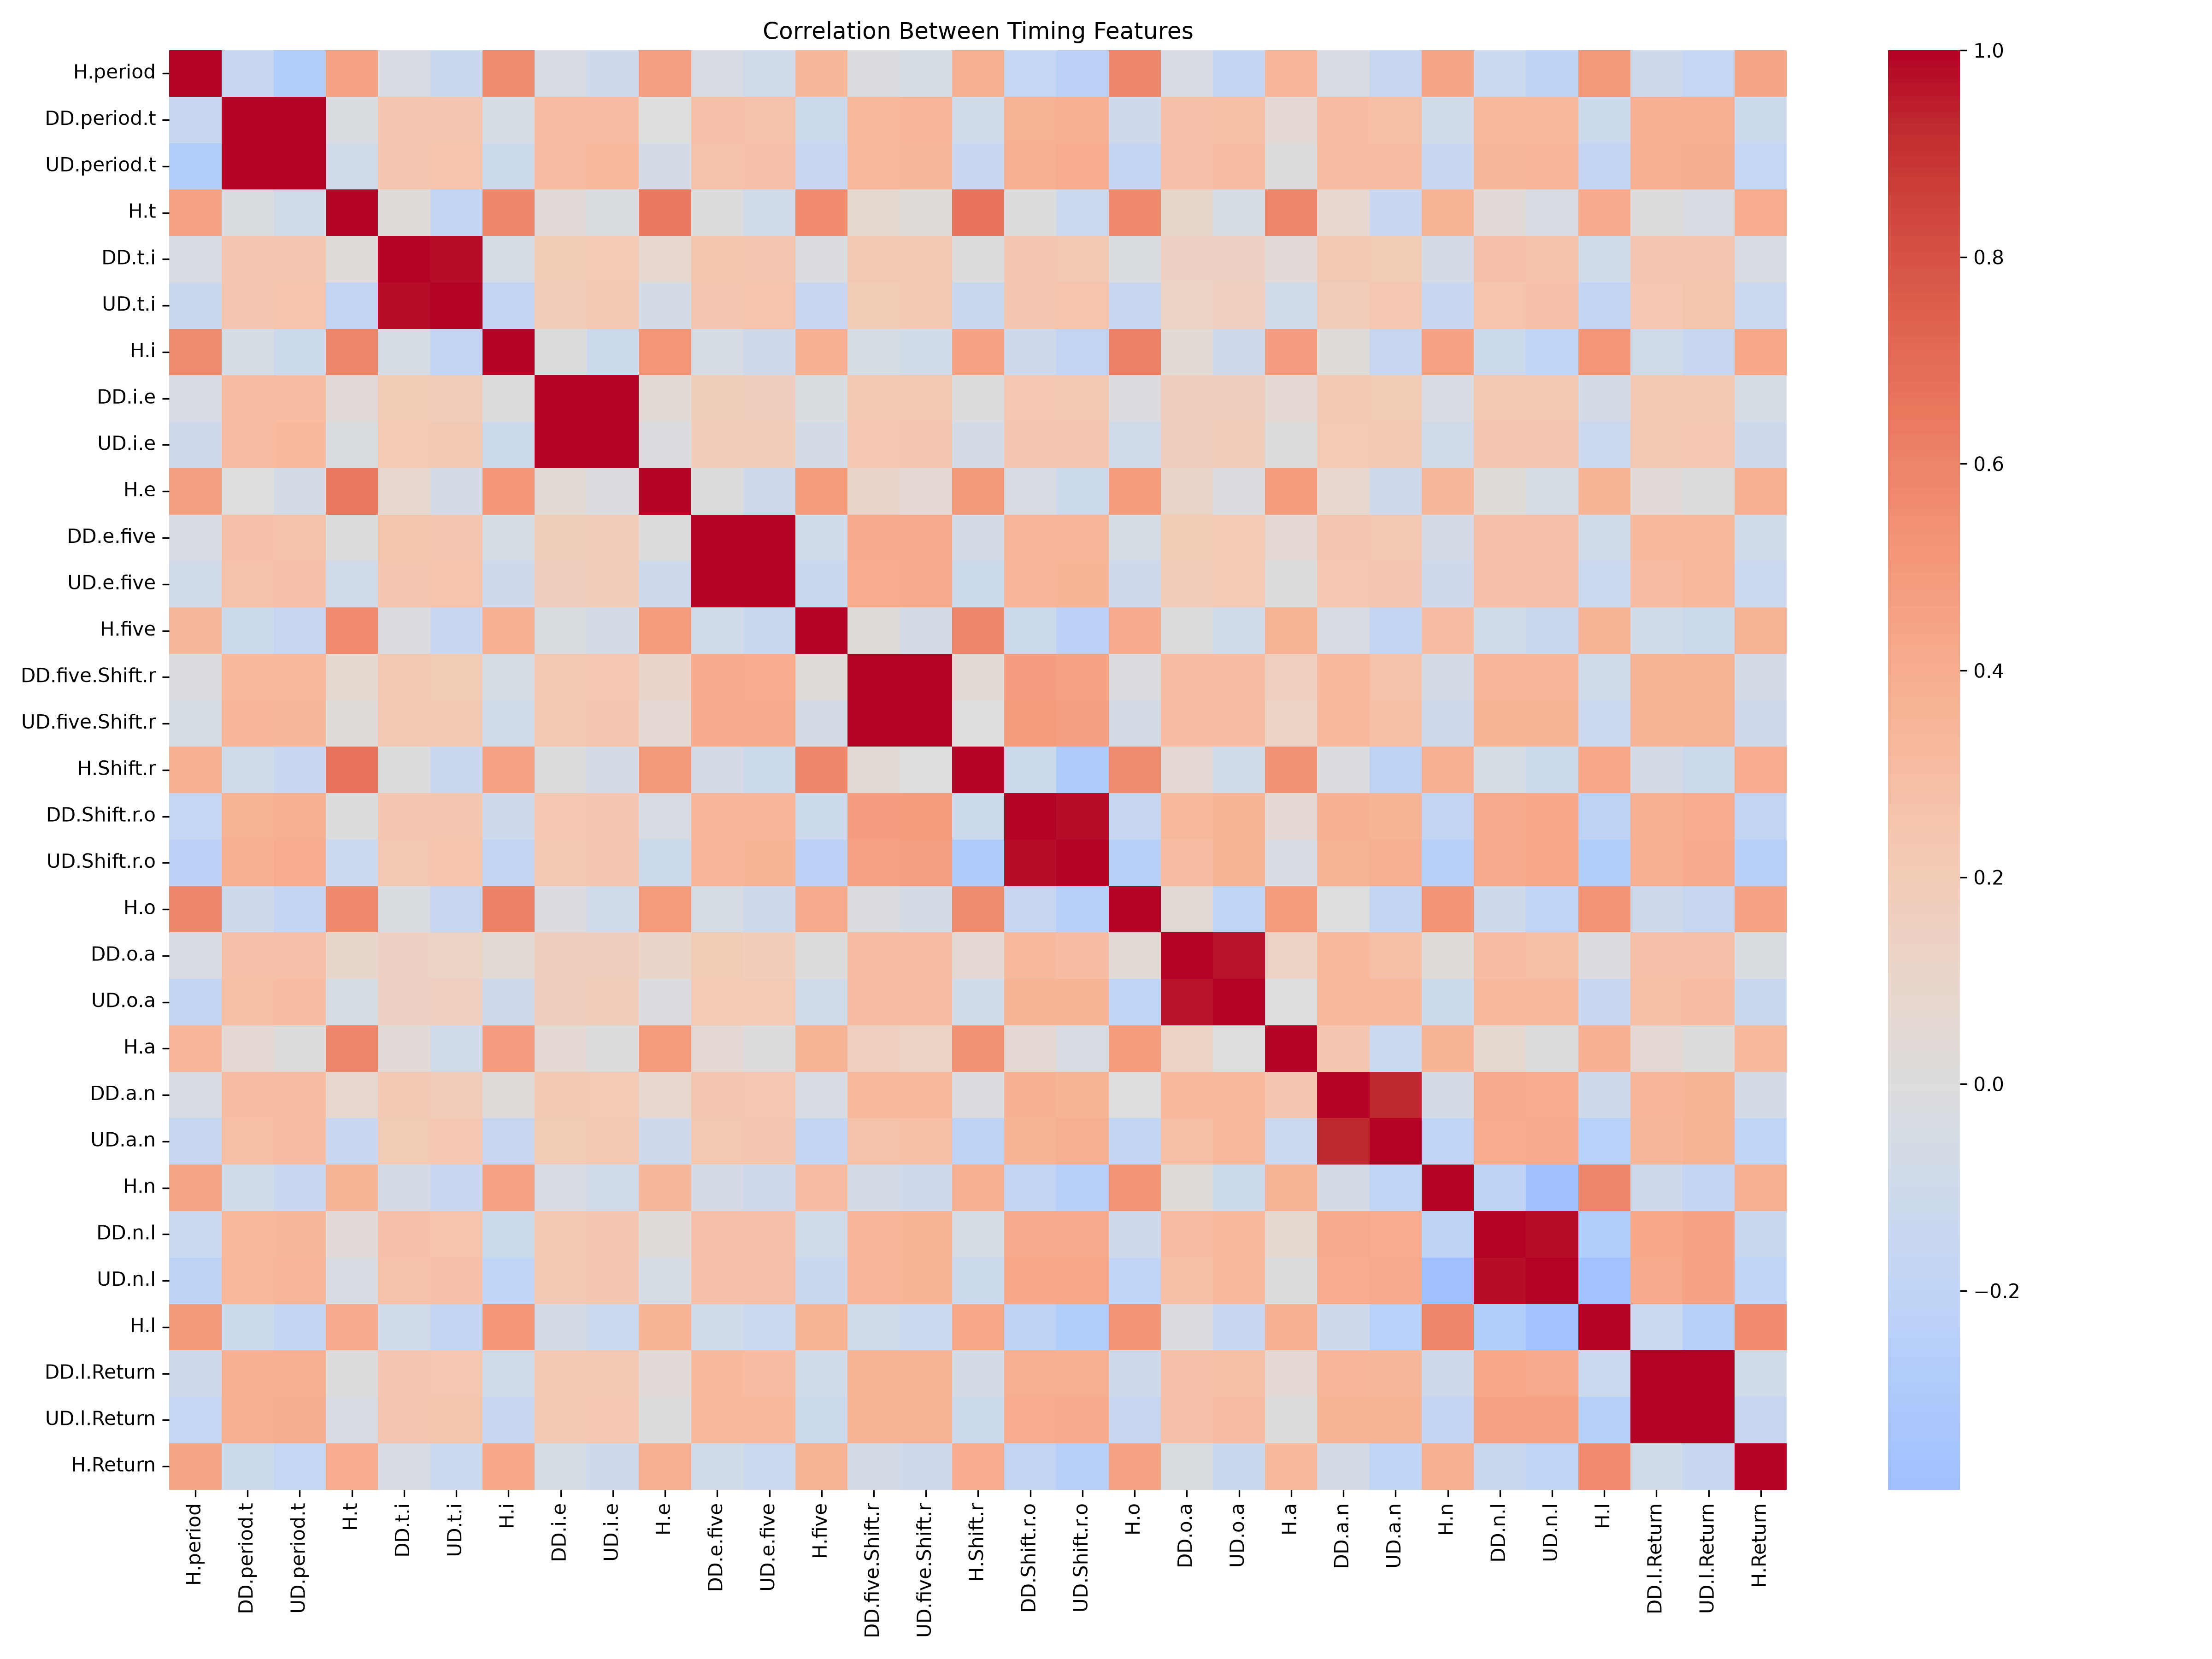 Correlation Between Timing Features
H.period
DD.period.t
UD.period.t
H.t
DD.t.i
UD.t.i
H.i
DD.i.e
UD.i.e
H.e
DD.e.five
UD.e.five
H.five
DD.five.Shift.r
UD.five.Shift.r
H.Shift.r
DD.Shift.r.o
UD.Shift.r.o
H.o
DD.o.a
UD.o.a
H.a
DD.a.n
UD.a.n
H.n
DD.n.l
UD.n.l
H.l
DD.l.Return
UD.l.Return
H.Return
H.period
DD.period.t
UD.period.t
H.t
DD.t.i
UD.t.i
H.i
DD.i.e
UD.i.e
H.e
DD.e.five
UD.e.five
H.five
DD.five.Shift.r
UD.five.Shift.r
H.Shift.r
DD.Shift.r.o
UD.Shift.r.o
H.o
DD.o.a
UD.o.a
H.a
DD.a.n
UD.a.n
H.n
DD.n.l
UD.n.l
H.l
DD.l.Return
UD.l.Return
H.Return
1.0
0.8
0.6
0.4
0.2
0.0
−0.2